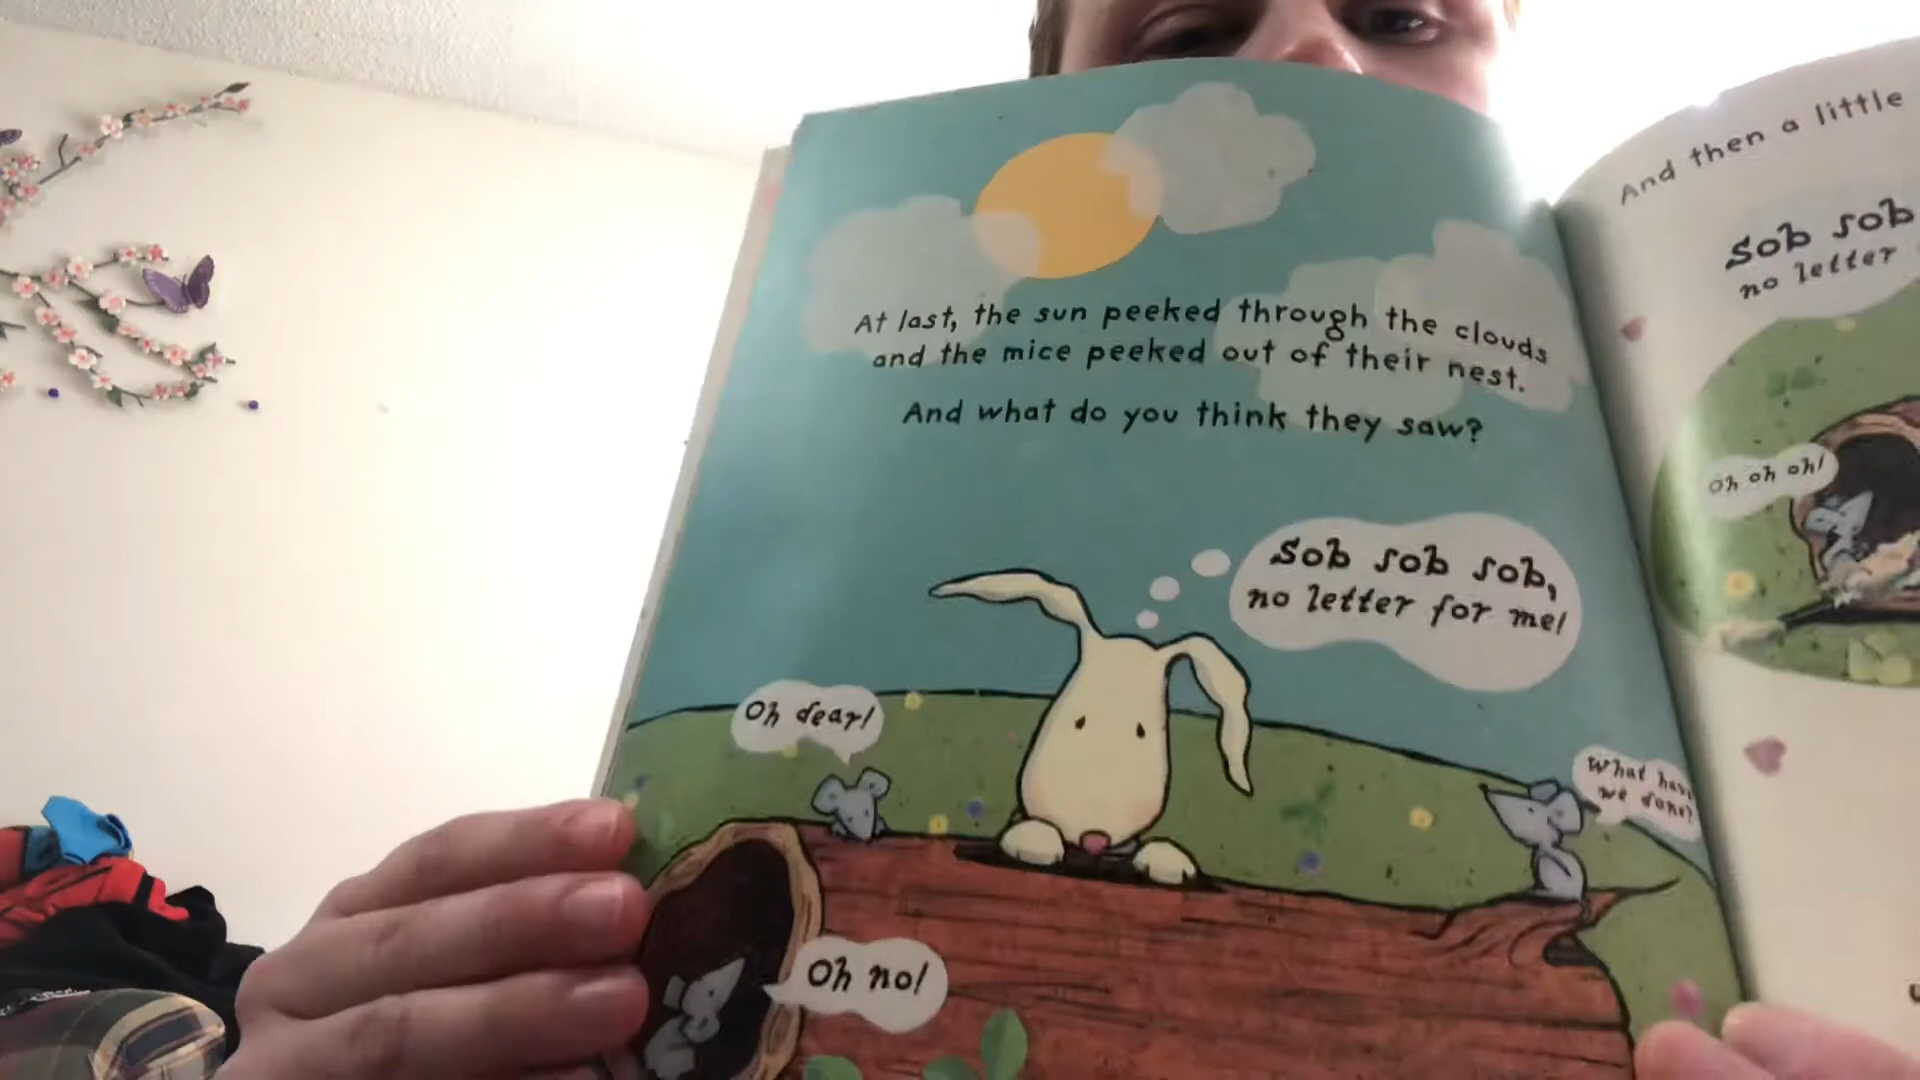 At last, the sun peeked through the clouds
and the mice peeked out of their nest.
And what do you think they saw?
Sob sob sob,
no letter for me!
Oh dear!
What have
we done?
Oh no!
And then a little
Sob sob
no letter
Oh oh oh!